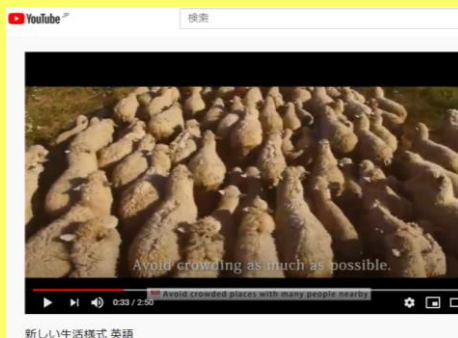 YouTube JP
検索
Avoid crowding as much as possible.
Avoid crowded places with many people nearby
0:33 / 2:50
新しい生活様式 英語